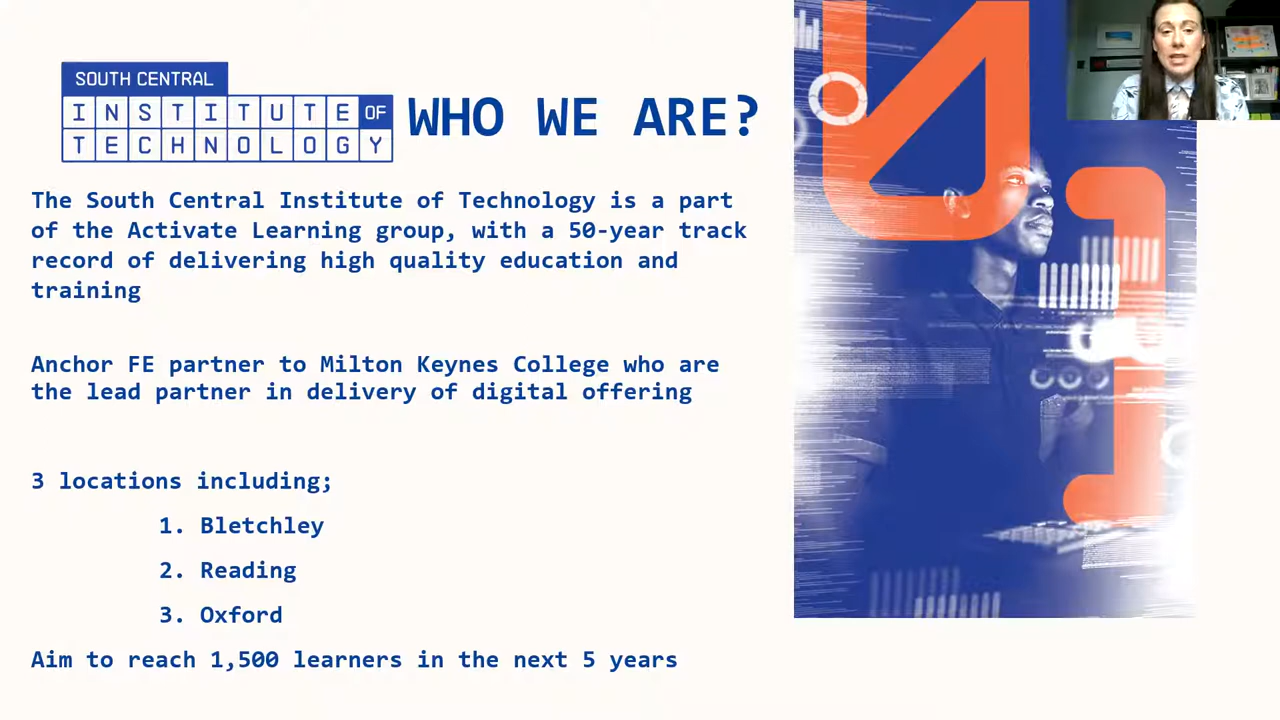 SOUTH CENTRAL
INSTITUTE OF
TECHNOLOGY
WHO WE ARE?
The South Central Institute of Technology is a part
of the Activate Learning group, with a 50-year track
record of delivering high quality education and
training
Anchor FE partner to Milton Keynes College who are
the lead partner in delivery of digital offering
3 locations including;
1. Bletchley
2. Reading
3. Oxford
Aim to reach 1,500 learners in the next 5 years